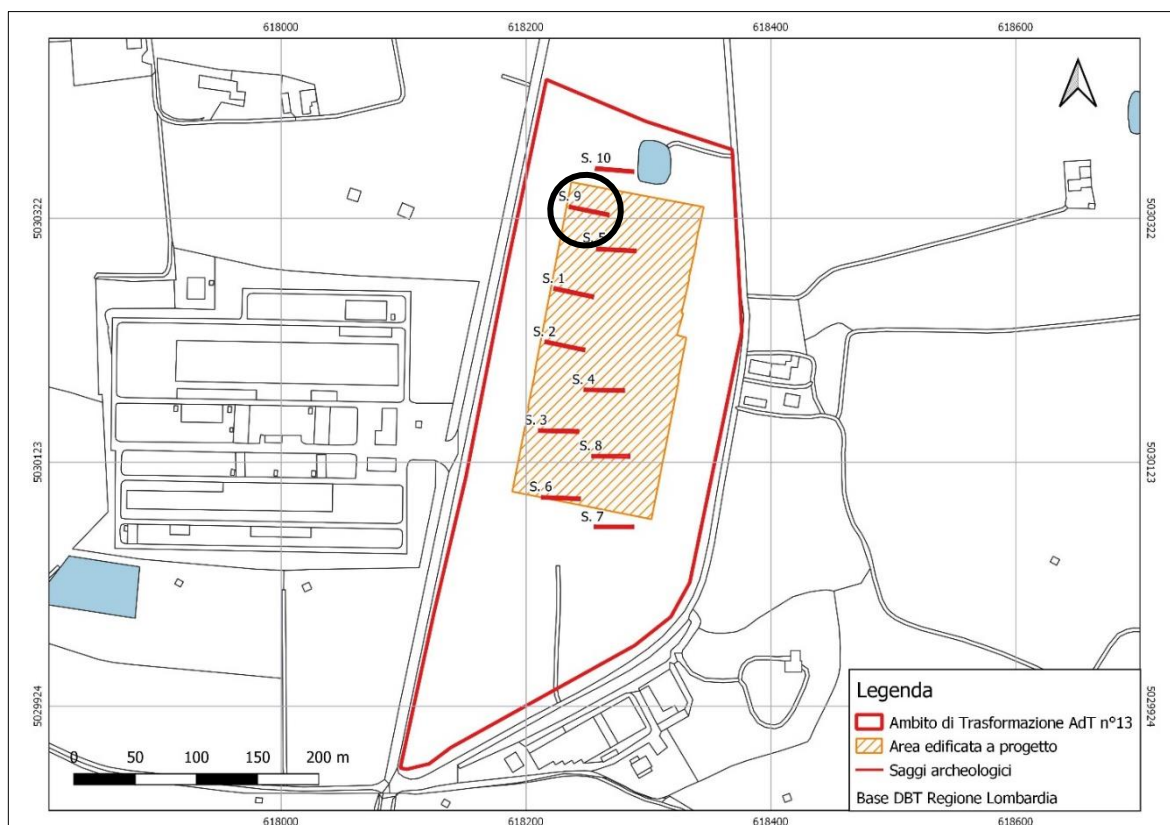 618000 618200 618400 618600
5030322 5030322
S. 10
S. 9
S. 5
S. 1
S. 2
S. 4
S. 3
S. 8
5030123 5030123
S. 6
S. 7
5029924 5029924
0 50 100 150 200 m
Legenda
Ambito di Trasformazione AdT n°13
Area edificata a progetto
Saggi archeologici
Base DBT Regione Lombardia
618000 618200 618400 618600